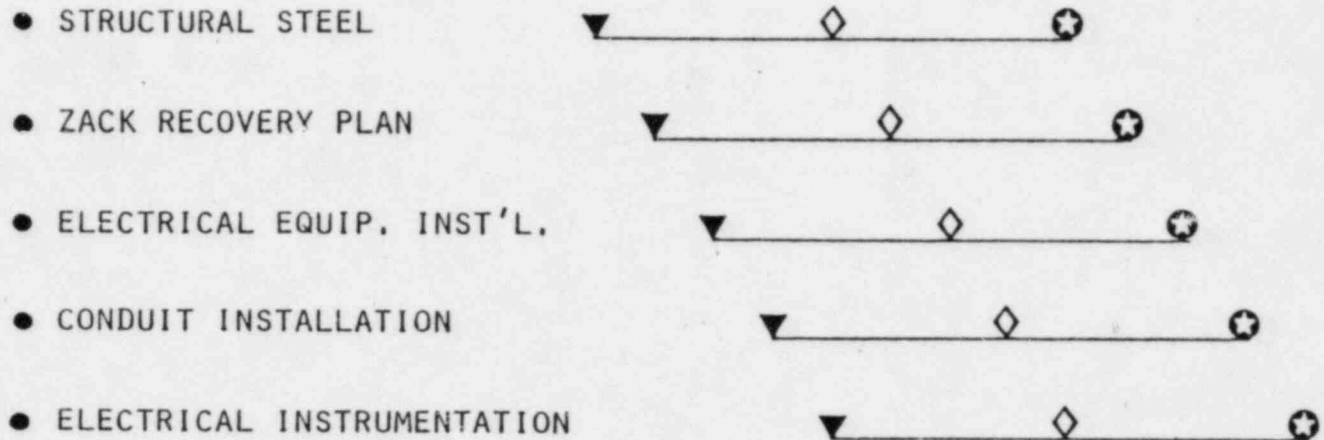 • STRUCTURAL STEEL
• ZACK RECOVERY PLAN
• ELECTRICAL EQUIP. INST'L.
• CONDUIT INSTALLATION
• ELECTRICAL INSTRUMENTATION